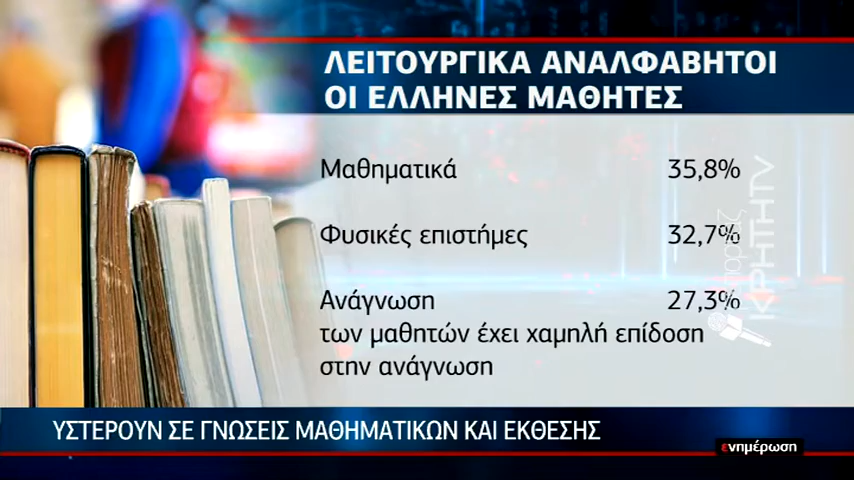 ΛΕΙΤΟΥΡΓΙΚΑ ΑΝΑΛΦΑΒΗΤΟΙ
ΟΙ ΕΛΛΗΝΕΣ ΜΑΘΗΤΕΣ
Μαθηματικά 35,8%
Φυσικές επιστήμες 32,7%
Ανάγνωση 27,3%
των μαθητών έχει χαμηλή επίδοση
στην ανάγνωση
ΚΡΗΤΗTV
ΥΣΤΕΡΟΥΝ ΣΕ ΓΝΩΣΕΙΣ ΜΑΘΗΜΑΤΙΚΩΝ ΚΑΙ ΕΚΘΕΣΗΣ
ενημέρωση